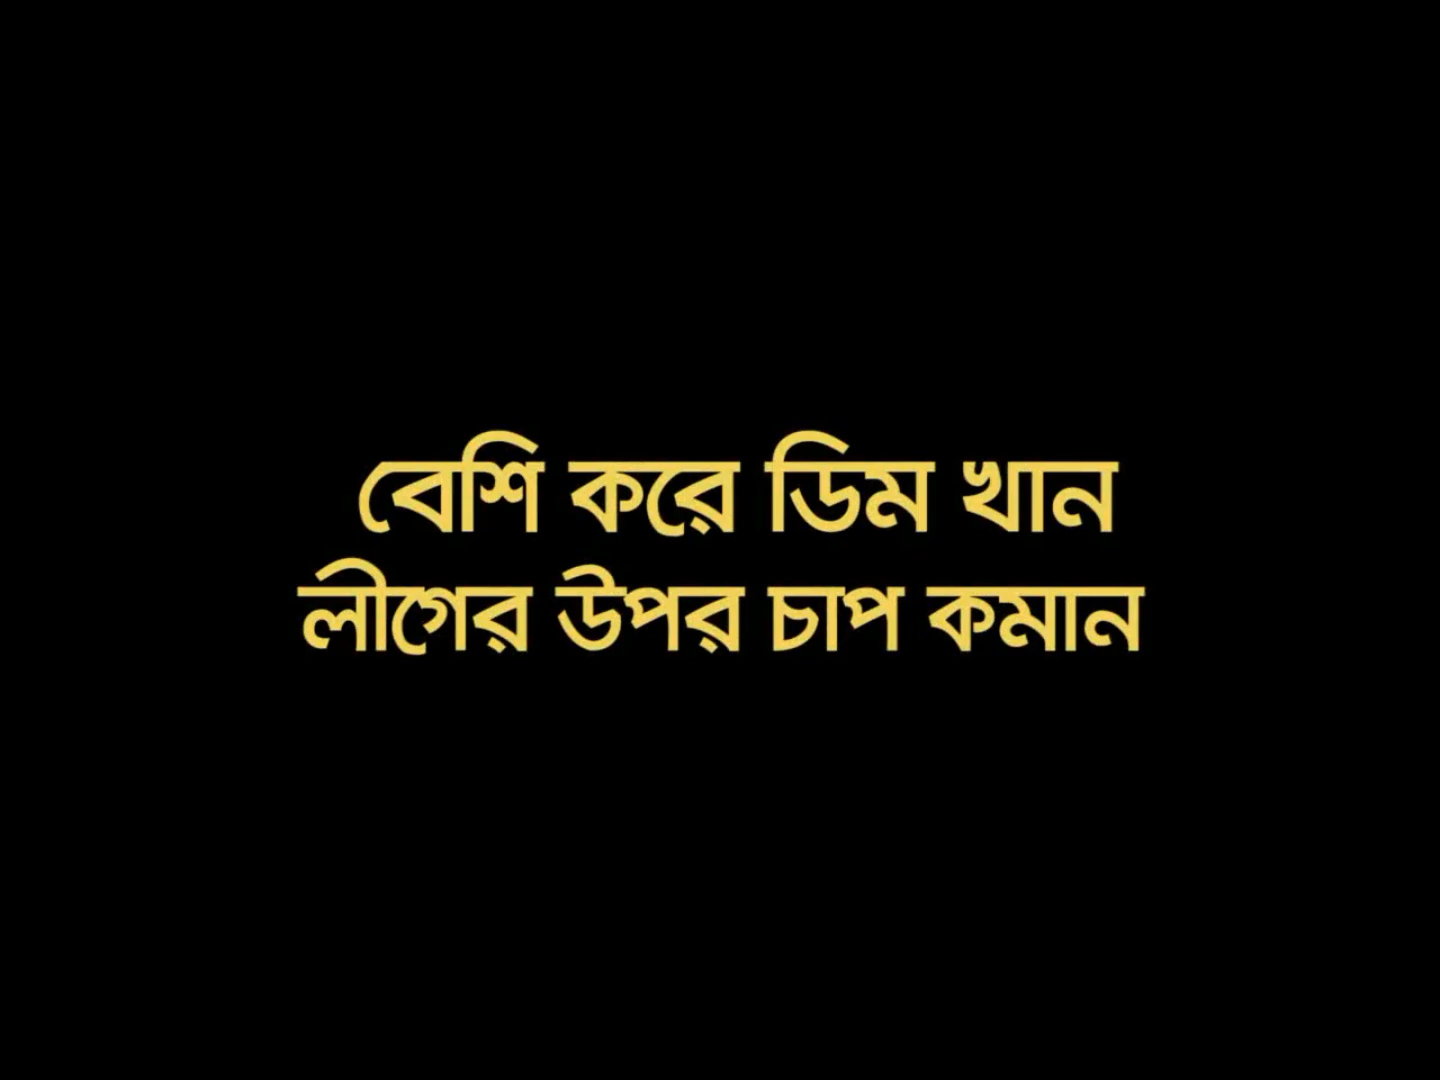 বেশি করে ডিম খান
লীগের উপর চাপ কমান